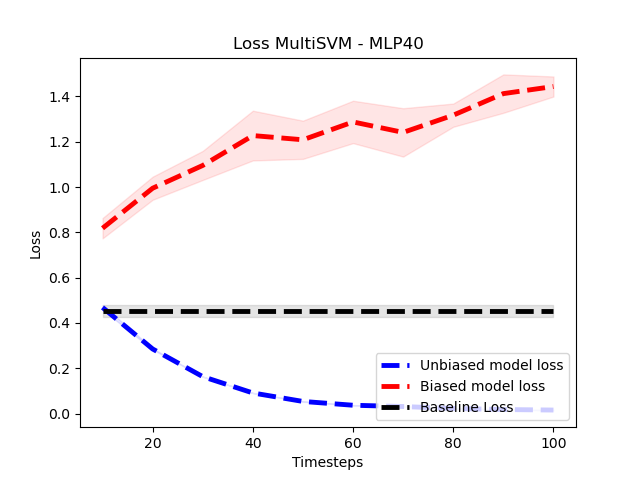 Loss MultiSVM - MLP40
Loss
1.4
1.2
1.0
0.8
0.6
0.4
0.2
0.0
Unbiased model loss
Biased model loss
Baseline Loss
20
40
60
80
100
Timesteps